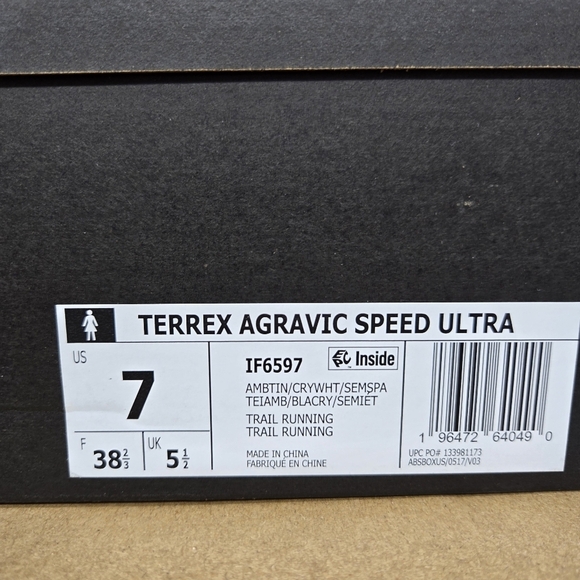 TERREX AGRAVIC SPEED ULTRA
US
7
F
38 2/3
UK
5 1/2
IF6597
Inside
AMBTIN/CRYWHT/SEMSPA
TEIAMB/BLACRY/SEMIÉT
TRAIL RUNNING
TRAIL RUNNING
MADE IN CHINA
FABRIQUÉ EN CHINE
1 96472 64049 0
UPC PO# 133981173
ABSBOXUS/0517/V03